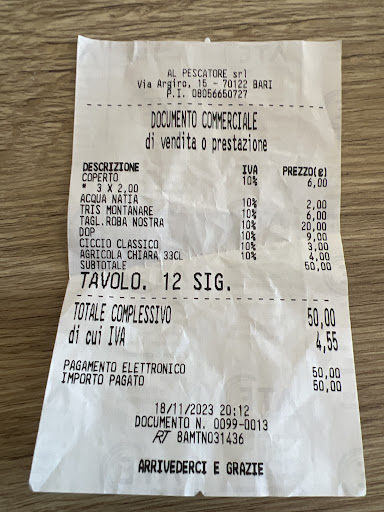 AL PESCATORE srl
Via Argiro, 15 - 70122 BARI
P.I. 08056650727
DOCUMENTO COMMERCIALE
di vendita o prestazione
DESCRIZIONE IVA PREZZO(€)
COPERTO 10% 6,00
* 3 X 2,00
ACQUA NATIA 10% 2,00
TRIS MONTANARE 10% 6,00
TAGL.ROBA NOSTRA 10% 20,00
DOP 10% 9,00
CICCIO CLASSICO 10% 3,00
AGRICOLA CHIARA 33CL 10% 4,00
SUBTOTALE 50,00
TAVOLO. 12 SIG.
TOTALE COMPLESSIVO 50,00
di cui IVA 4,55
PAGAMENTO ELETTRONICO 50,00
IMPORTO PAGATO 50,00
18/11/2023 20:12
DOCUMENTO N. 0099-0013
RT 8AMTN031436
ARRIVEDERCI E GRAZIE